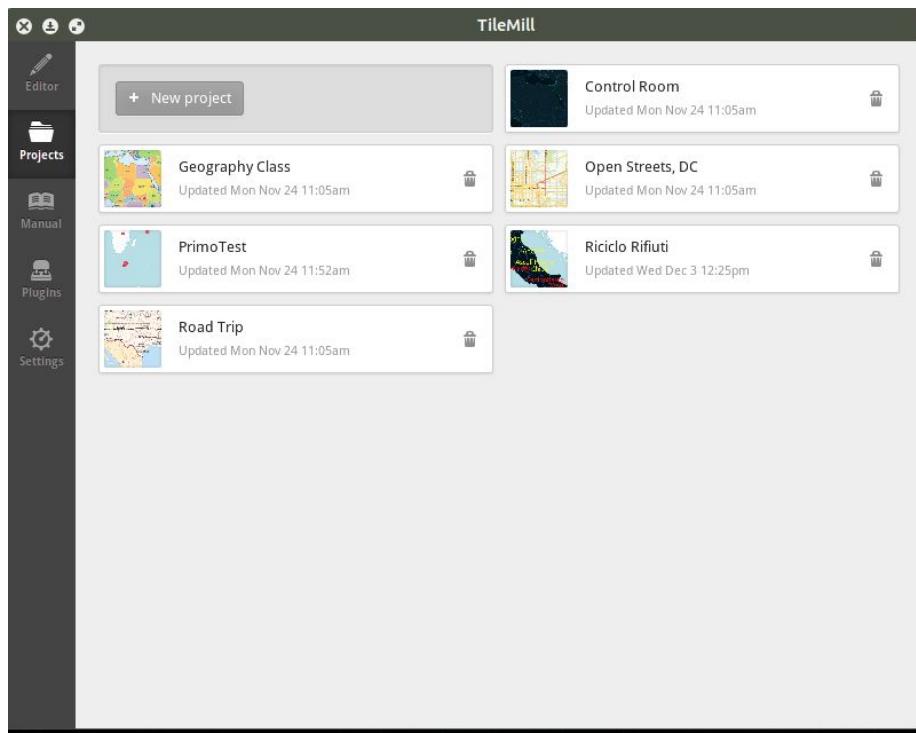 TileMill
Editor
Projects
Manual
Plugins
Settings
+ New project
Control Room
Updated Mon Nov 24 11:05am
Geography Class
Updated Mon Nov 24 11:05am
Open Streets, DC
Updated Mon Nov 24 11:05am
PrimoTest
Updated Mon Nov 24 11:52am
Riciclo Rifiuti
Updated Wed Dec 3 12:25pm
Road Trip
Updated Mon Nov 24 11:05am